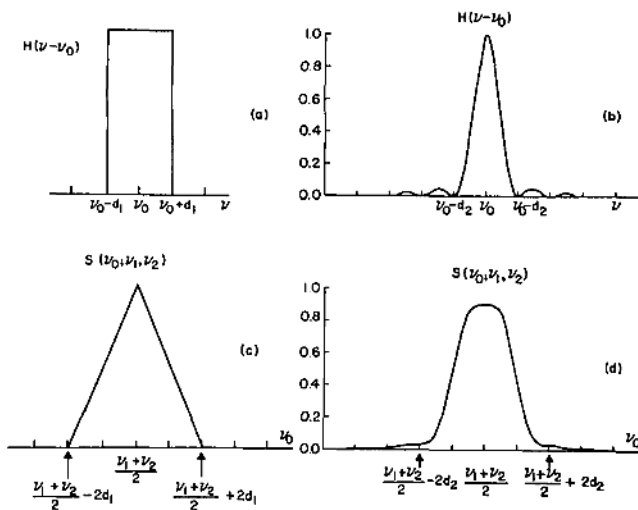 H(ν−ν₀)
(a)
ν₀−d₁ ν₀ ν₀+d₁ ν
H(ν−ν₀)
1.0
0.8
0.6
0.4
0.2
0.0
(b)
ν₀−d₂ ν₀ ν₀−d₂ ν
S(ν₀,ν₁,ν₂)
(c)
ν₀
(ν₁+ν₂)/2 −2d₁
(ν₁+ν₂)/2
(ν₁+ν₂)/2 +2d₁
S(ν₀,ν₁,ν₂)
1.0
0.8
0.6
0.4
0.2
0.0
(d)
ν₀
(ν₁+ν₂)/2 −2d₂
(ν₁+ν₂)/2
(ν₁+ν₂)/2 + 2d₂